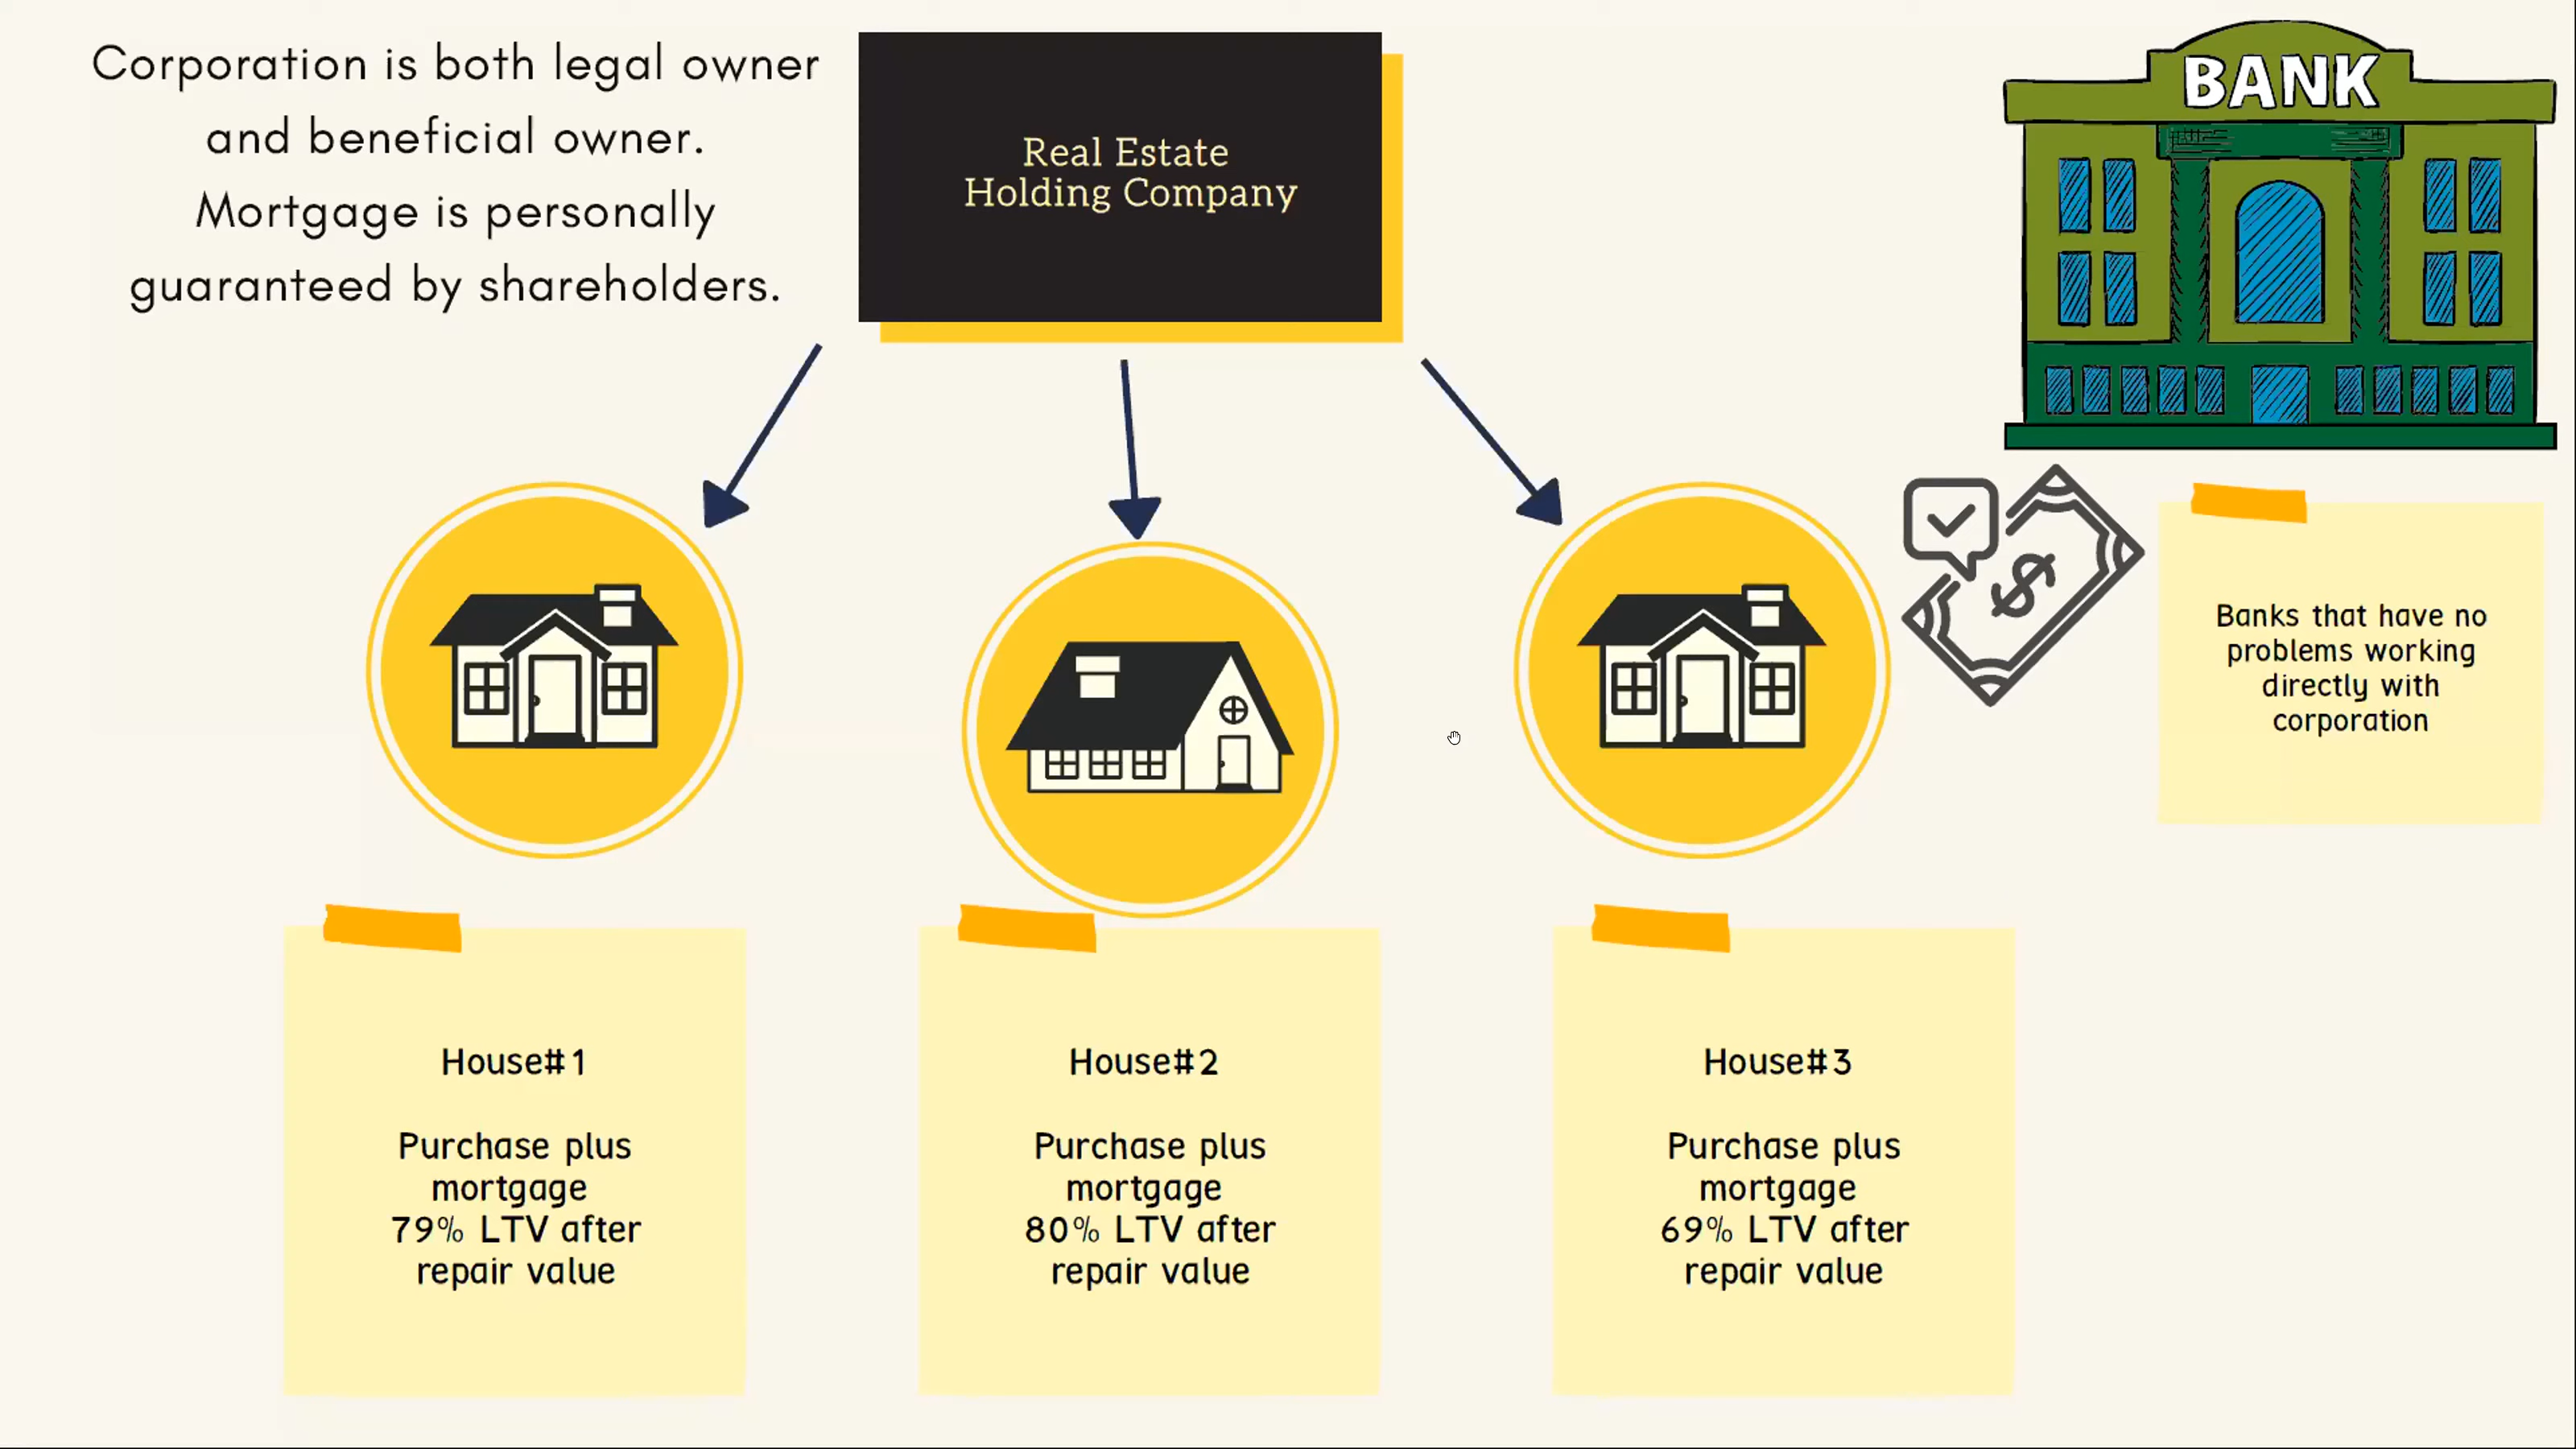 Corporation is both legal owner
and beneficial owner.
Mortgage is personally
guaranteed by shareholders.
Real Estate
Holding Company
BANK
$
Banks that have no
problems working
directly with
corporation
House#1
Purchase plus
mortgage
79% LTV after
repair value
House#2
Purchase plus
mortgage
80% LTV after
repair value
House#3
Purchase plus
mortgage
69% LTV after
repair value